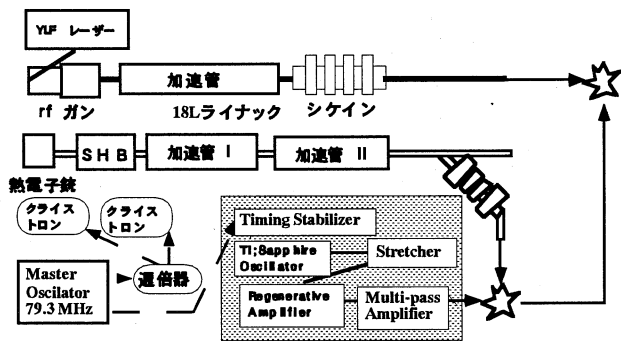 YLF レーザー
加速管
rf ガン
18Lライナック
シケイン
SHB
加速管 I
加速管 II
熱電子銃
クライス
トロン
クライス
トロン
Timing Stabilizer
Ti;Sapphire
Oscillator
Stretcher
Master
Oscilator
79.3 MHz
逓倍器
Regenerative
Amplifier
Multi-pass
Amplifier